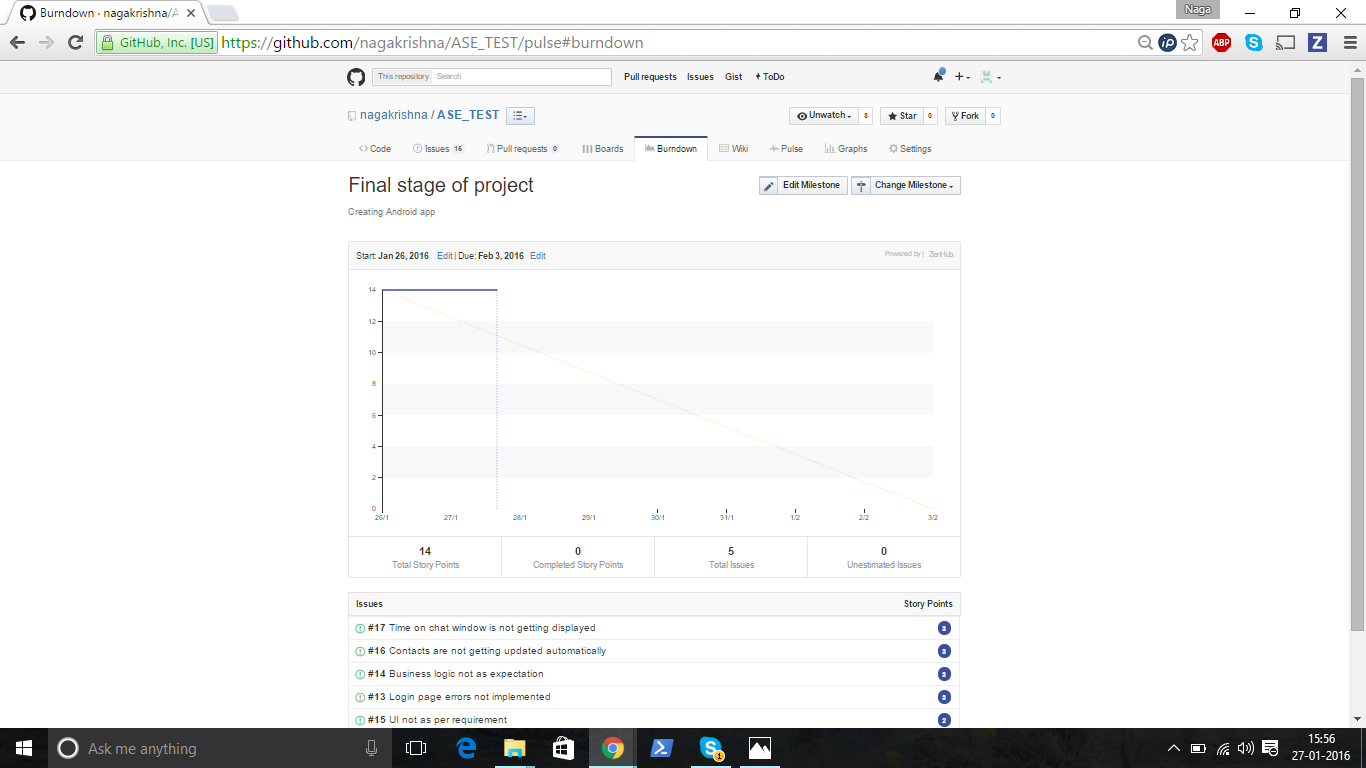 Burndown · nagakrishna/A
Naga
GitHub, Inc. [US] https://github.com/nagakrishna/ASE_TEST/pulse#burndown
ABP
This repository Search Pull requests Issues Gist ToDo
nagakrishna / ASE_TEST Unwatch 3 Star 0 Fork 0
Code Issues 16 Pull requests 0 Boards Burndown Wiki Pulse Graphs Settings
Final stage of project Edit Milestone Change Milestone
Creating Android app
Start: Jan 26, 2016 Edit | Due: Feb 3, 2016 Edit Powered by | ZenHub
14
12
10
8
6
4
2
0
26/1 27/1 28/1 29/1 30/1 31/1 1/2 2/2 3/2
14 0 5 0
Total Story Points Completed Story Points Total Issues Unestimated Issues
Issues Story Points
#17 Time on chat window is not getting displayed 3
#16 Contacts are not getting updated automatically 3
#14 Business logic not as expectation 3
#13 Login page errors not implemented 3
#15 UI not as per requirement 2
Ask me anything 1 15:56
27-01-2016